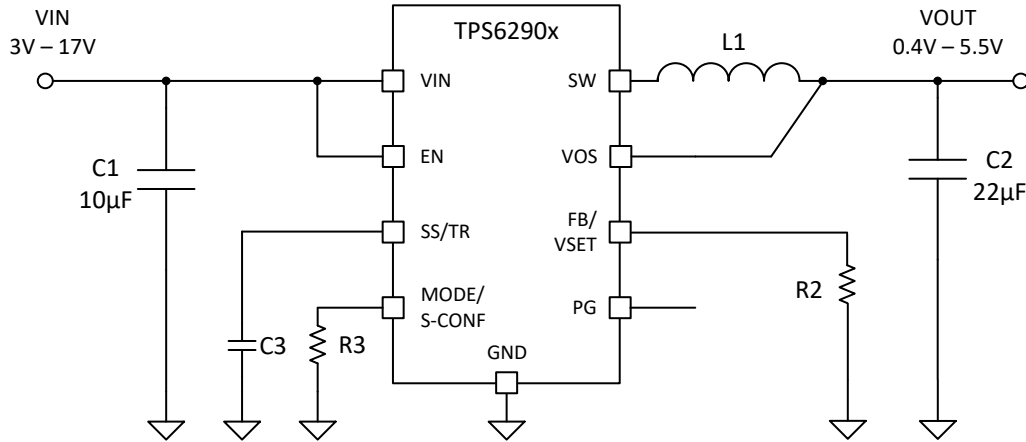 VIN
3V – 17V
TPS6290x
L1
VOUT
0.4V – 5.5V
VIN
SW
EN
VOS
C1
10µF
C2
22µF
SS/TR
FB/
VSET
R2
MODE/
S-CONF
PG
C3
R3
GND